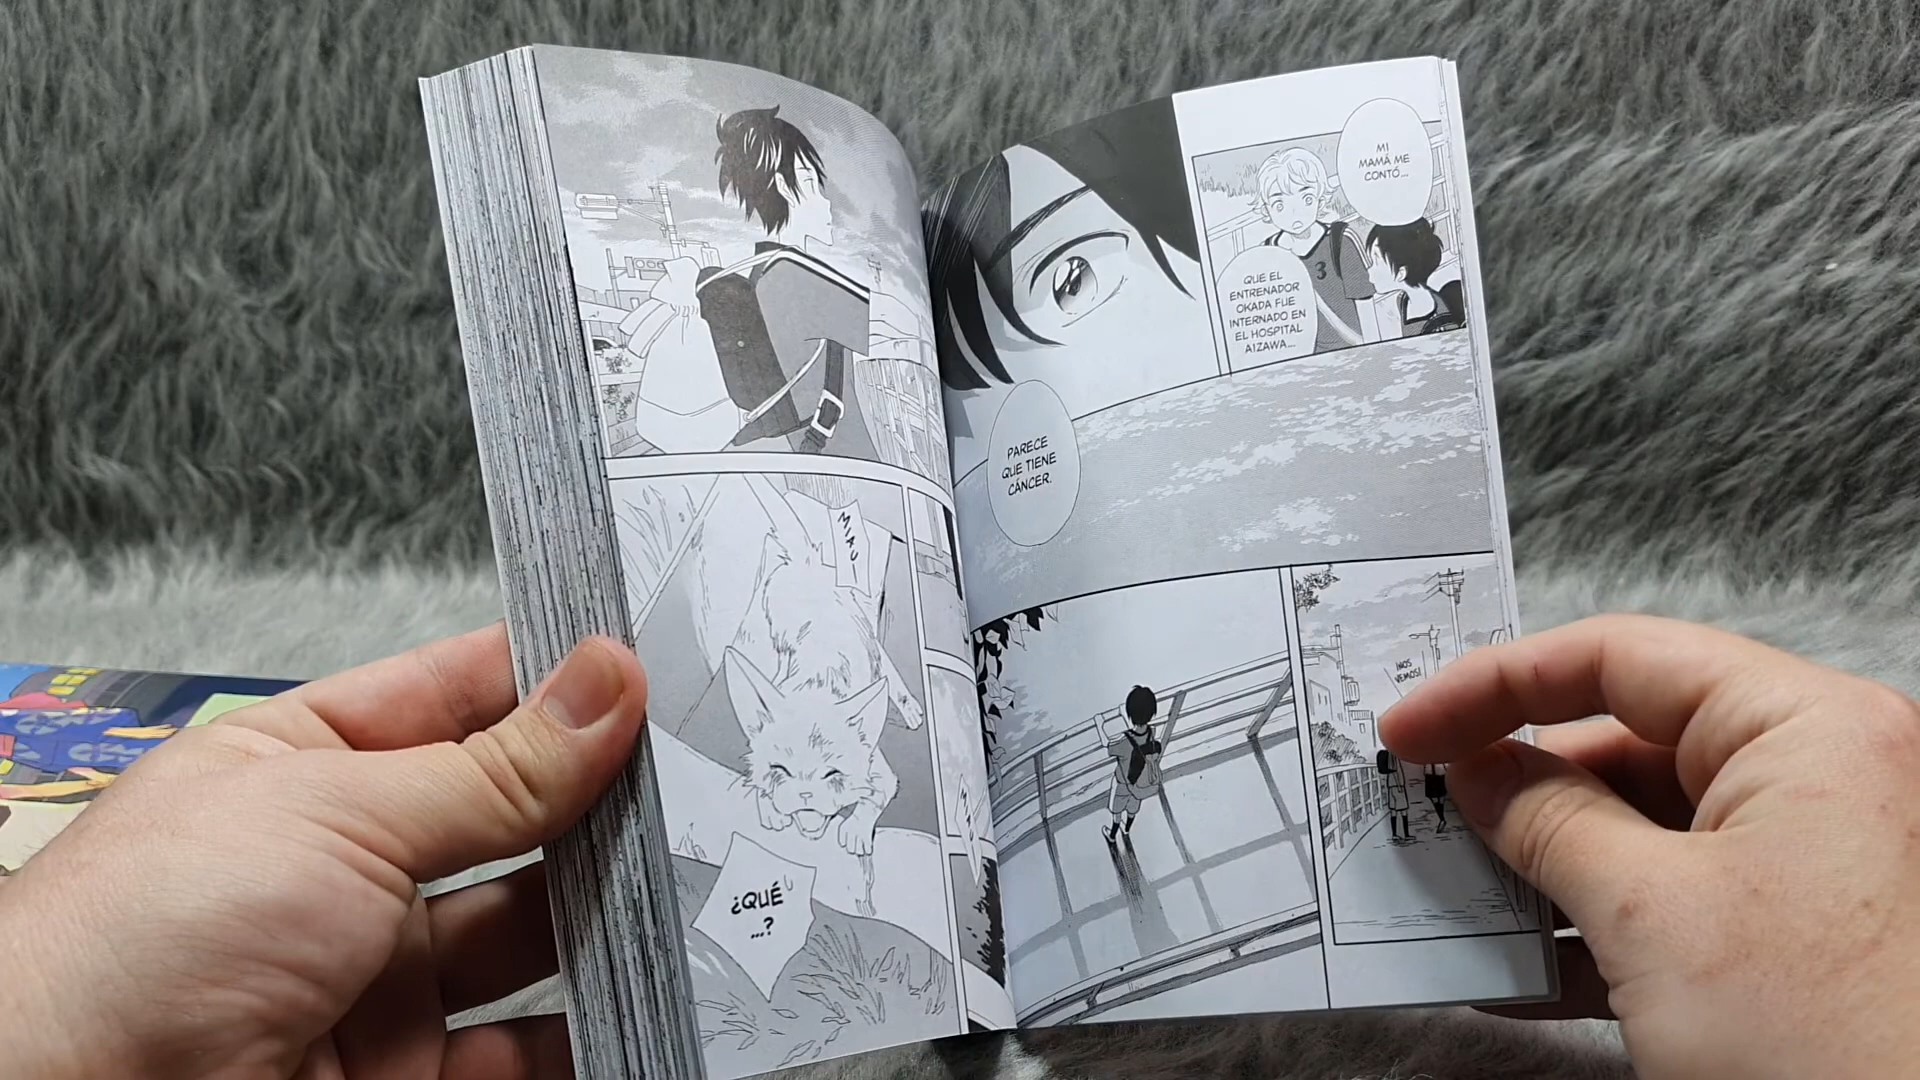 MI
MAMÁ ME
CONTÓ...
QUE EL
ENTRENADOR
OKADA FUE
INTERNADO EN
EL HOSPITAL
AIZAWA...
PARECE
QUE TIENE
CÁNCER.
¡NOS
VEMOS!
3
¿QUÉ
...?